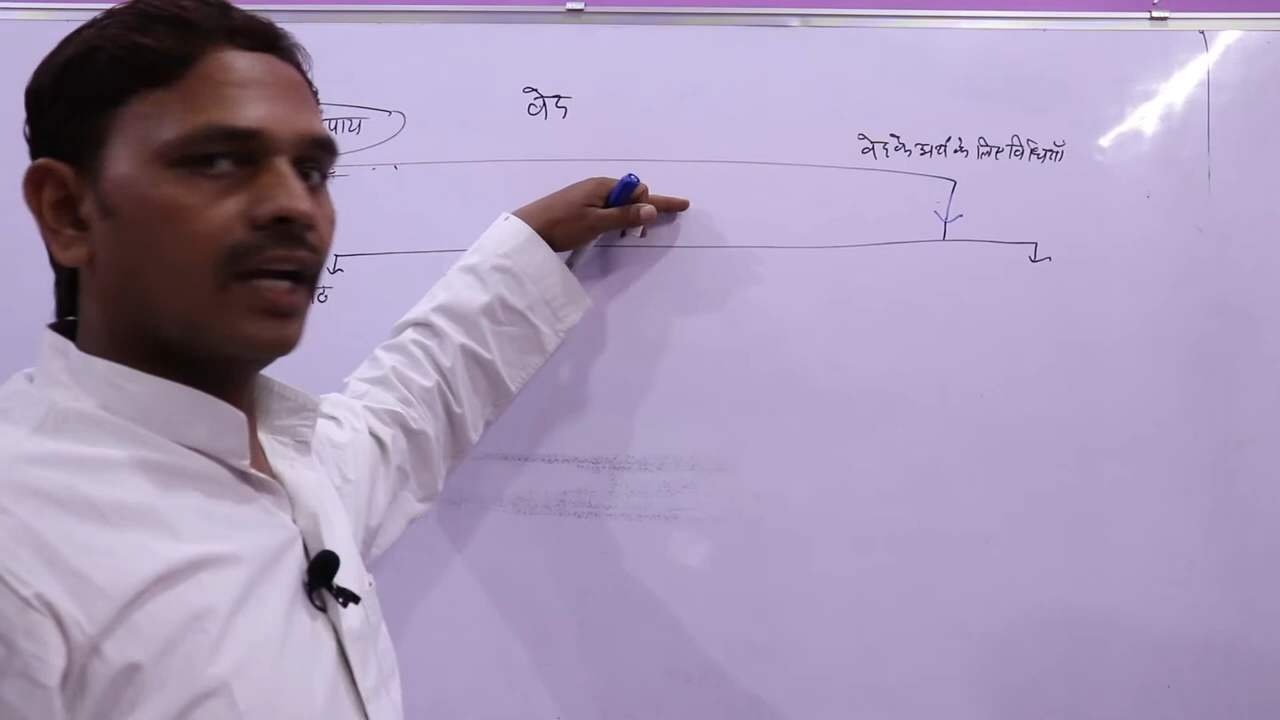 वेद
वेद के अर्थ के लिए विधियाँ